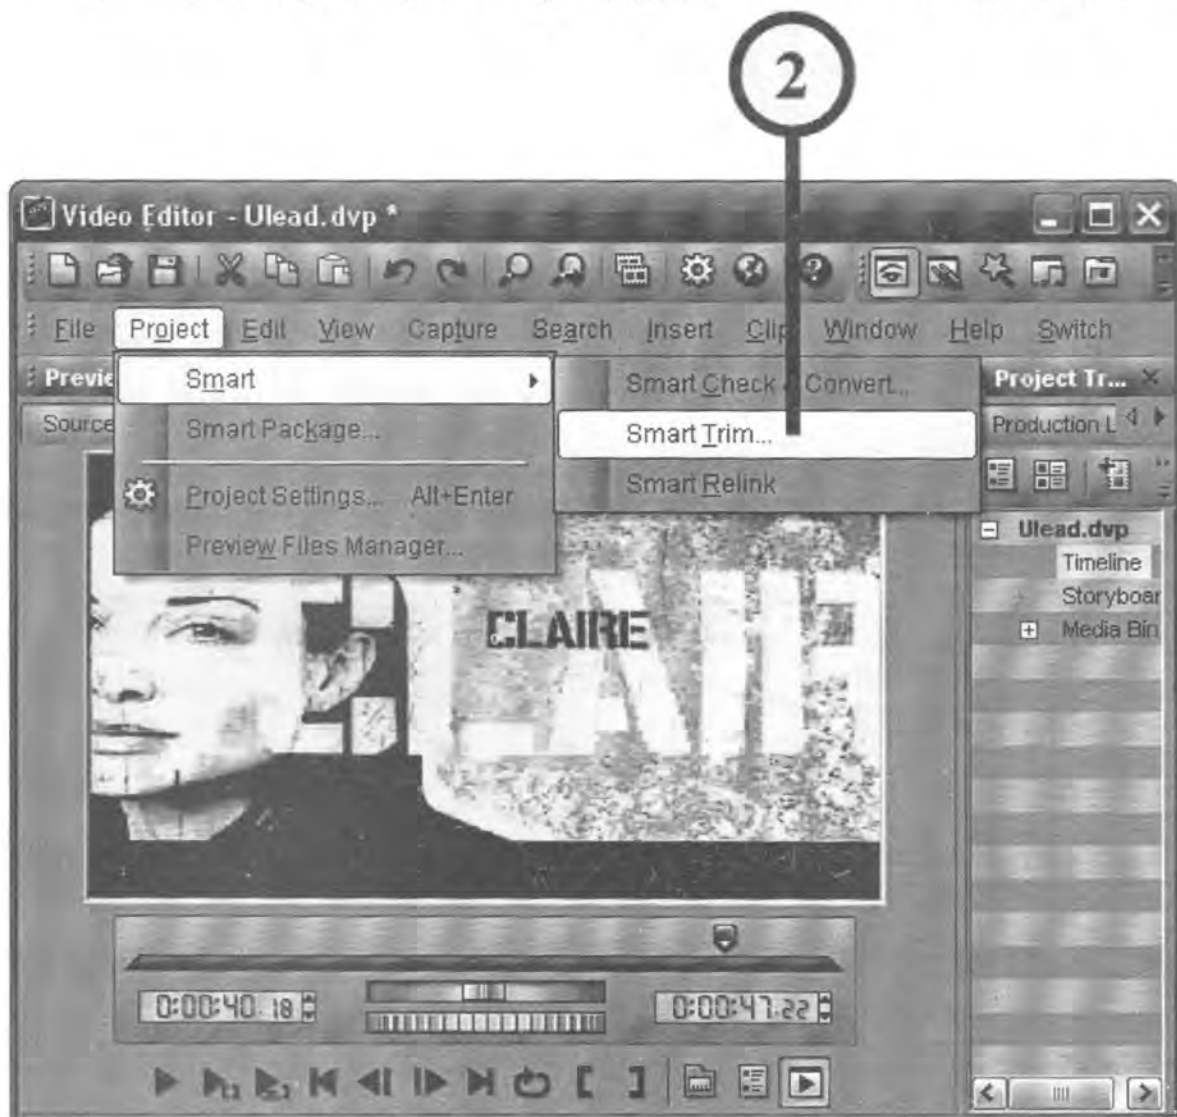 2
Video Editor - Ulead.dvp *
File Project Edit View Capture Search Insert Clip Window Help Switch
Smart
Smart Package...
Project Settings... Alt+Enter
Preview Files Manager...
Smart Check Convert...
Smart Trim...
Smart Relink
Source
Project Tr...
Production L
Ulead.dvp
Timeline
Storyboar
Media Bin
CLAIRE
0:00:40.18
0:00:47.22